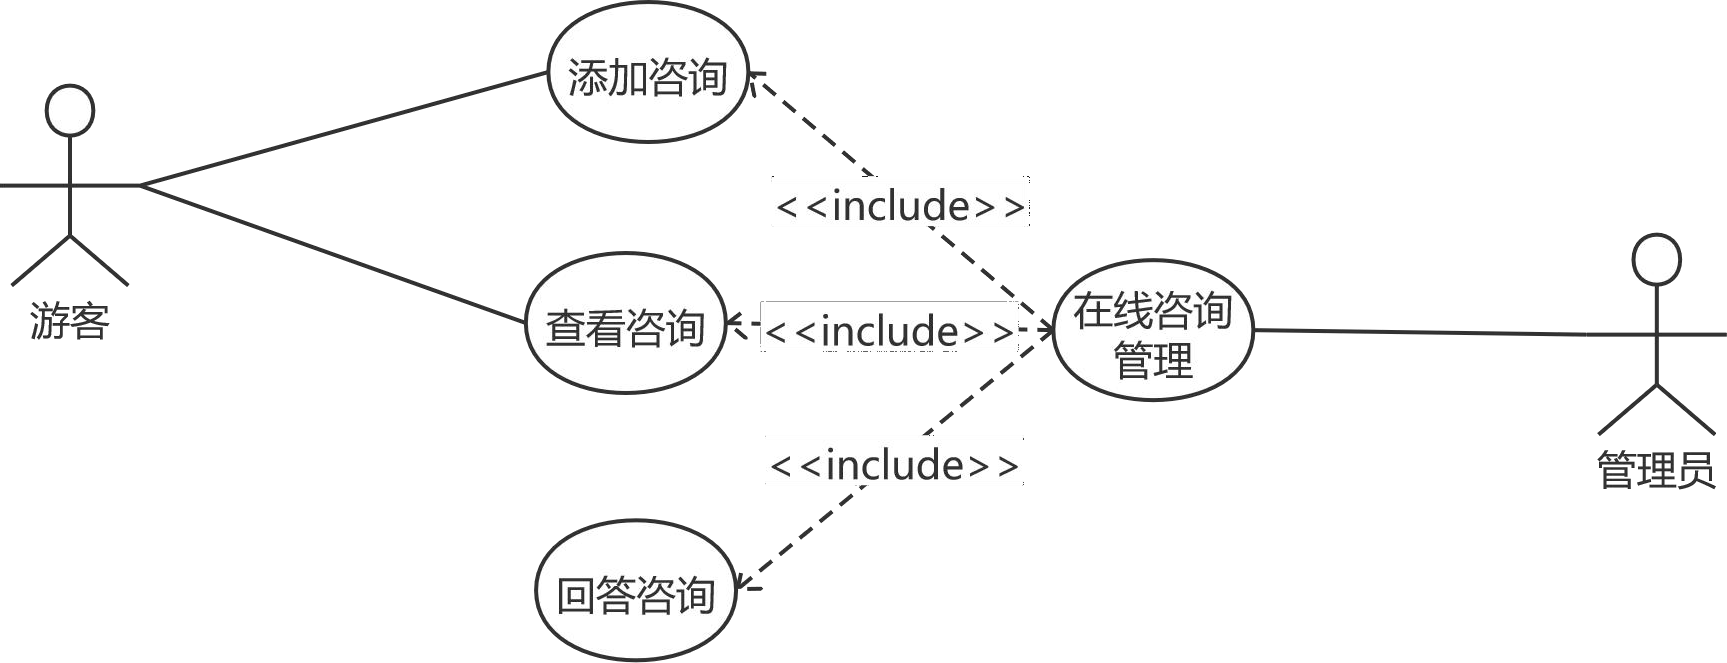 添加咨询
<<include>>
游客
查看咨询
<<include>>
在线咨询
管理
<<include>>
管理员
回答咨询